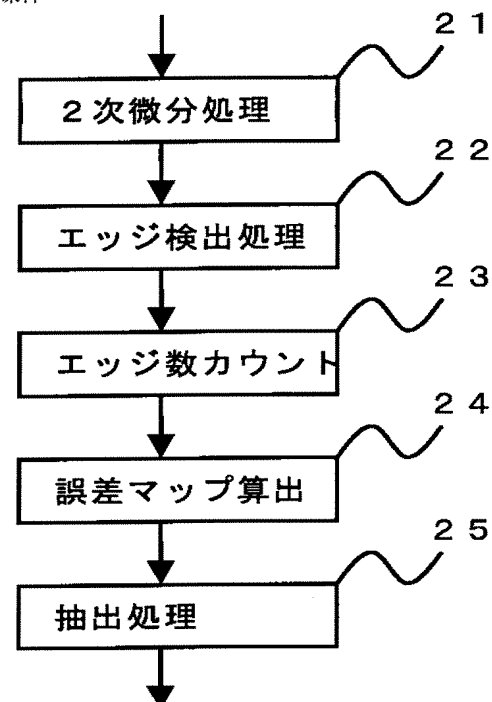 ２１
２次微分処理
２２
エッジ検出処理
２３
エッジ数カウント
２４
誤差マップ算出
２５
抽出処理